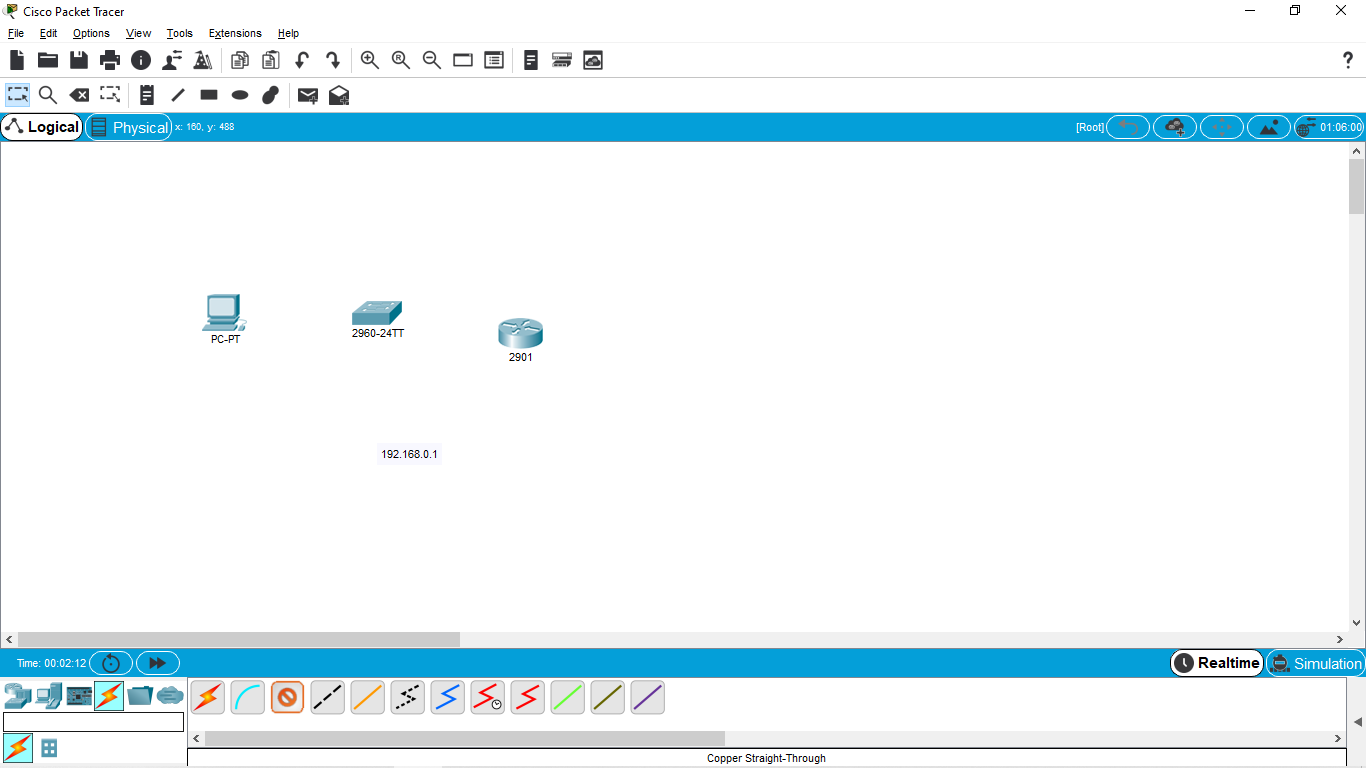 Cisco Packet Tracer
File Edit Options View Tools Extensions Help
?
Logical Physical x: 160, y: 488 [Root] 01:06:00
PC-PT
2960-24TT
2901
192.168.0.1
Time: 00:02:12 Realtime Simulation
Copper Straight-Through